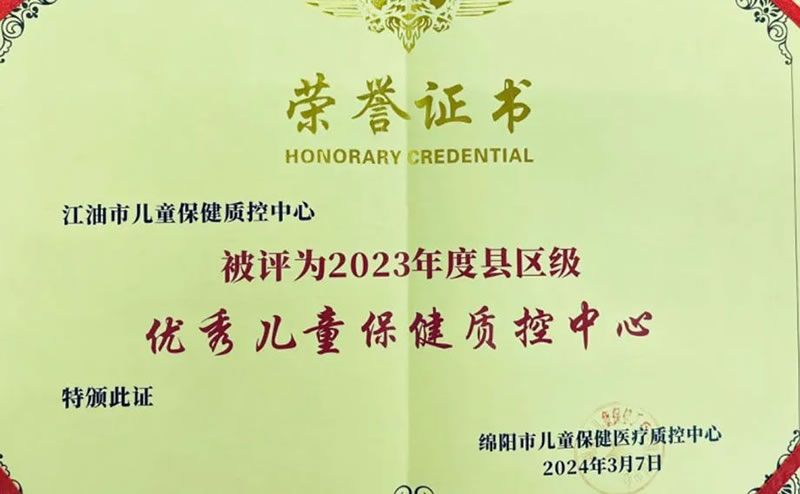 荣誉证书
HONORARY CREDENTIAL
江油市儿童保健质控中心
被评为2023年度县区级
优秀儿童保健质控中心
特颁此证
绵阳市儿童保健医疗质控中心
2024年3月7日